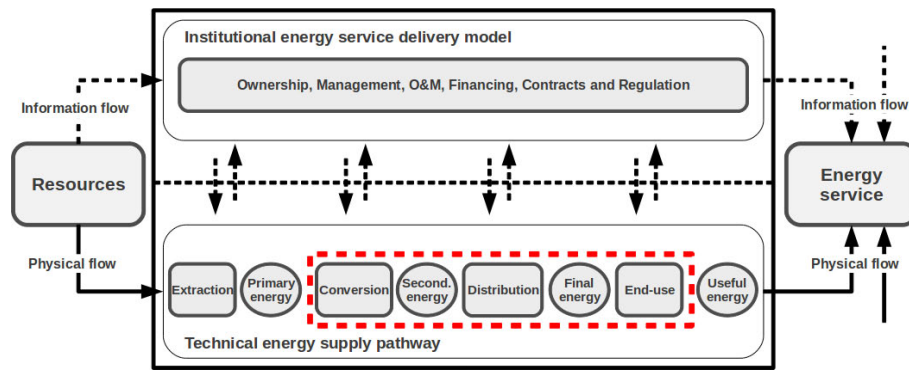 Institutional energy service delivery model
Ownership, Management, O&M, Financing, Contracts and Regulation
Information flow
Information flow
Resources
Energy
service
Physical flow
Physical flow
Extraction
Primary
energy
Conversion
Second.
energy
Distribution
Final
energy
End-use
Useful
energy
Technical energy supply pathway